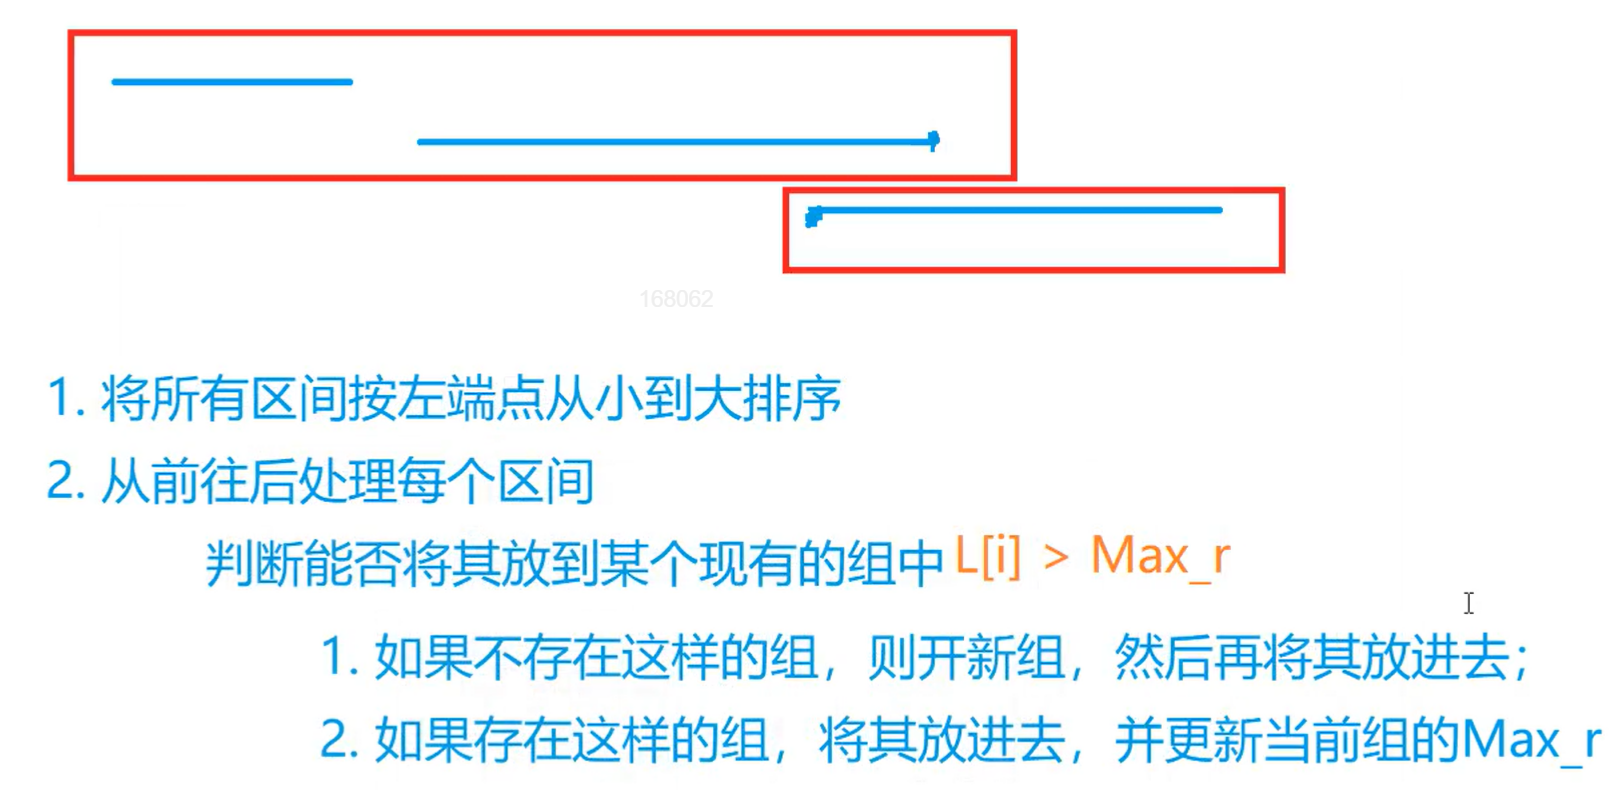 168062
1. 将所有区间按左端点从小到大排序
2. 从前往后处理每个区间
判断能否将其放到某个现有的组中 L[i] > Max_r
1. 如果不存在这样的组，则开新组，然后再将其放进去；
2. 如果存在这样的组，将其放进去，并更新当前组的Max_r